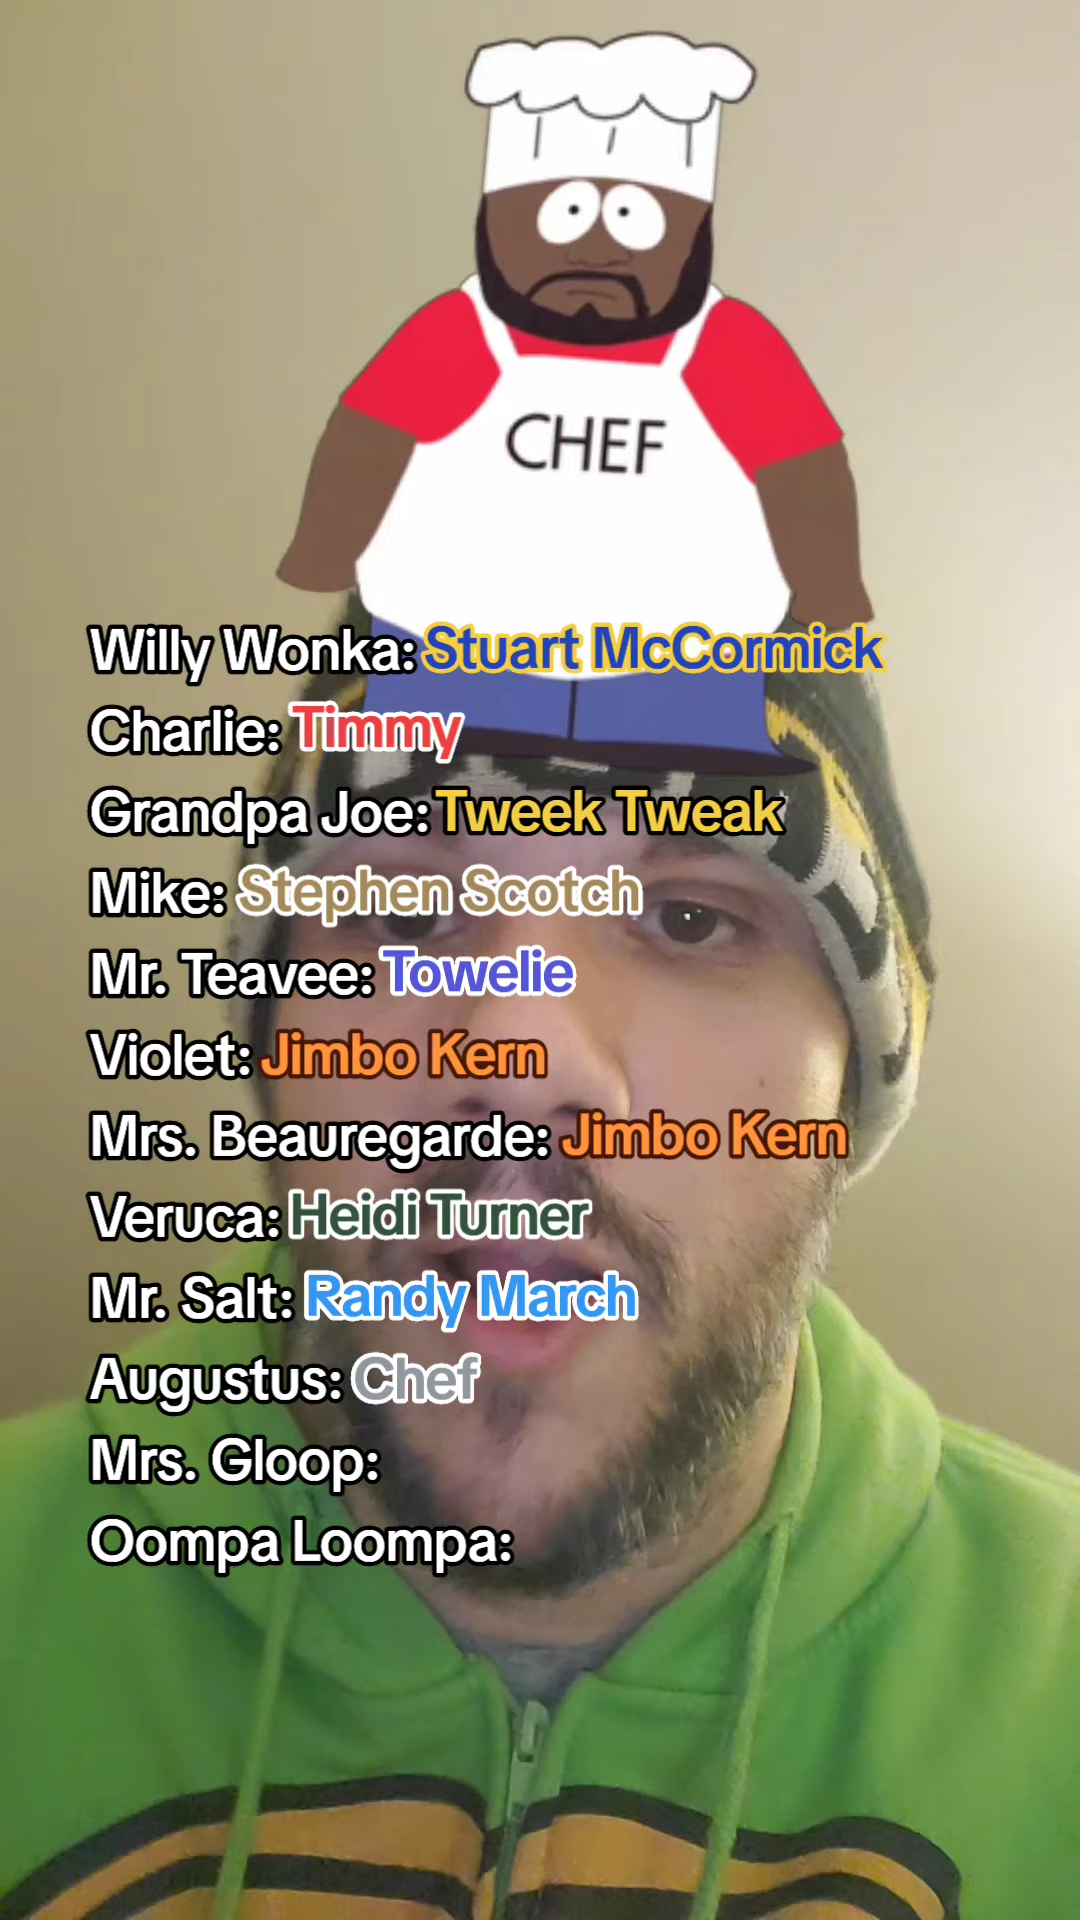 CHEF
Willy Wonka: Stuart McCormick
Charlie: Timmy
Grandpa Joe: Tweek Tweak
Mike: Stephen Scotch
Mr. Teavee: Towelie
Violet: Jimbo Kern
Mrs. Beauregarde: Jimbo Kern
Veruca: Heidi Turner
Mr. Salt: Randy March
Augustus: Chef
Mrs. Gloop:
Oompa Loompa: